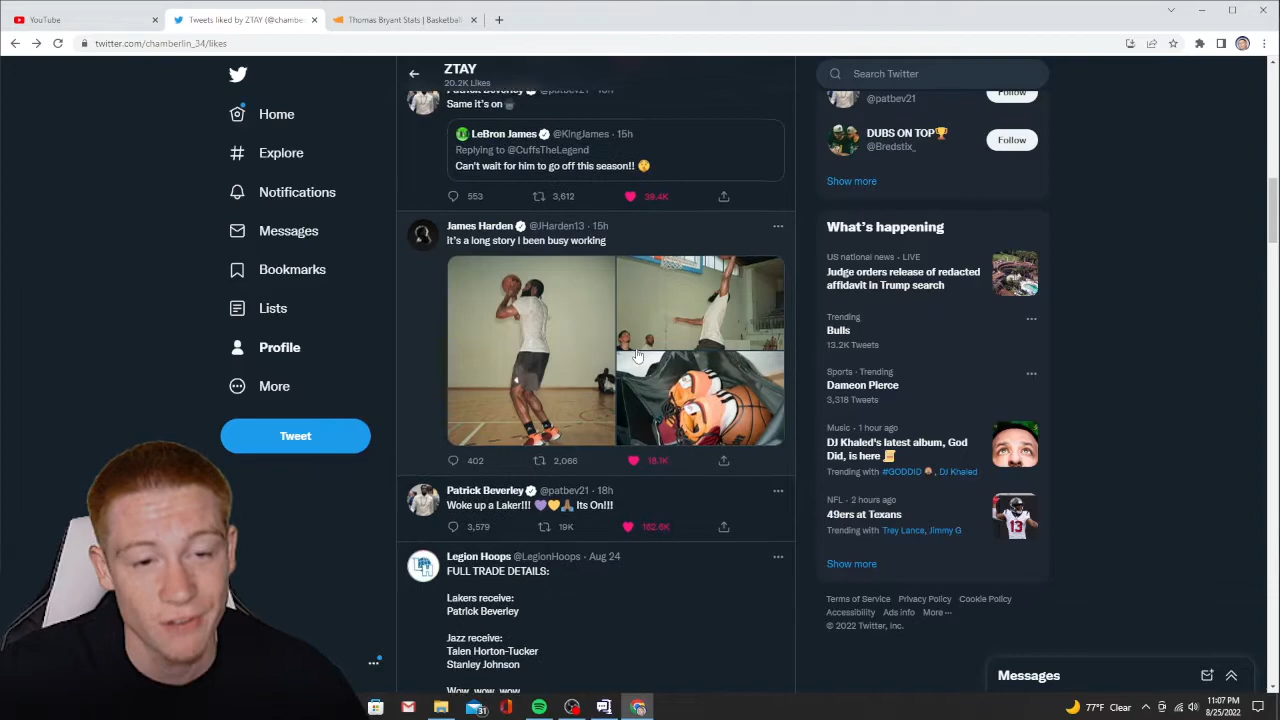 YouTube
Tweets liked by ZTAY (@chambe
Thomas Bryant Stats | Basketbal
twitter.com/chamberlin_34/likes
Home
Explore
Notifications
Messages
Bookmarks
Lists
Profile
More
Tweet
ZTAY
20.2K Likes
Patrick Beverley @patbev21 · 15h
Same it's on
LeBron James @KingJames · 15h
Replying to @CuffsTheLegend
Can't wait for him to go off this season!!
553 3,612 39.4K
James Harden @JHarden13 · 15h
It's a long story I been busy working
402 2,066 18.1K
Patrick Beverley @patbev21 · 18h
Woke up a Laker!!! Its On!!!
3,579 19K 162.6K
Legion Hoops @LegionHoops · Aug 24
FULL TRADE DETAILS:
Lakers receive:
Patrick Beverley
Jazz receive:
Talen Horton-Tucker
Stanley Johnson
Wow, wow, wow
Search Twitter
@patbev21
Follow
DUBS ON TOP
@Bredstix_
Follow
Show more
What's happening
US national news · LIVE
Judge orders release of redacted
affidavit in Trump search
Trending
Bulls
13.2K Tweets
Sports · Trending
Dameon Pierce
3,318 Tweets
Music · 1 hour ago
DJ Khaled's latest album, God
Did, is here
Trending with #GODDID , DJ Khaled
NFL · 2 hours ago
49ers at Texans
Trending with Trey Lance, Jimmy G
Show more
Terms of Service Privacy Policy Cookie Policy
Accessibility Ads info More ···
© 2022 Twitter, Inc.
Messages
31
73°F Clear
11:07 PM
8/25/2022